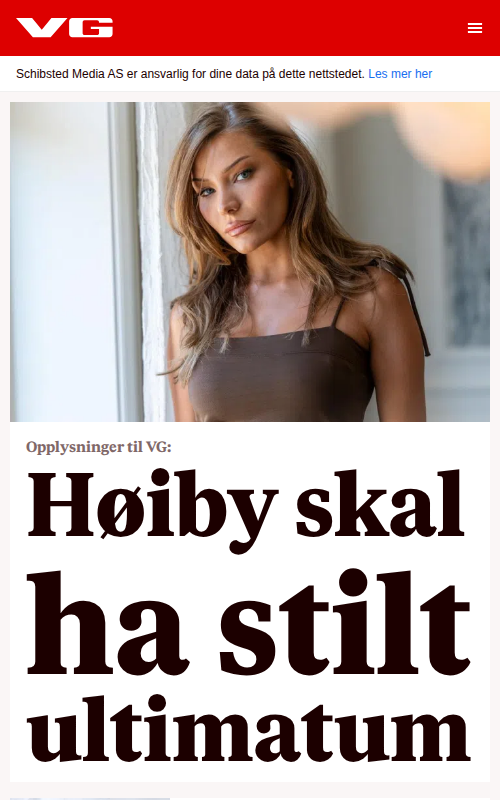 VG
Schibsted Media AS er ansvarlig for dine data på dette nettstedet. Les mer her
Opplysninger til VG:
Høiby skal
ha stilt
ultimatum